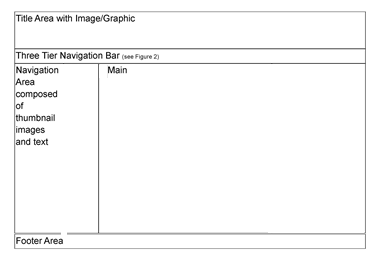 Title Area with Image/Graphic
Three Tier Navigation Bar (see Figure 2)
Navigation
Area
composed
of
thumbnail
images
and text
Main
Footer Area